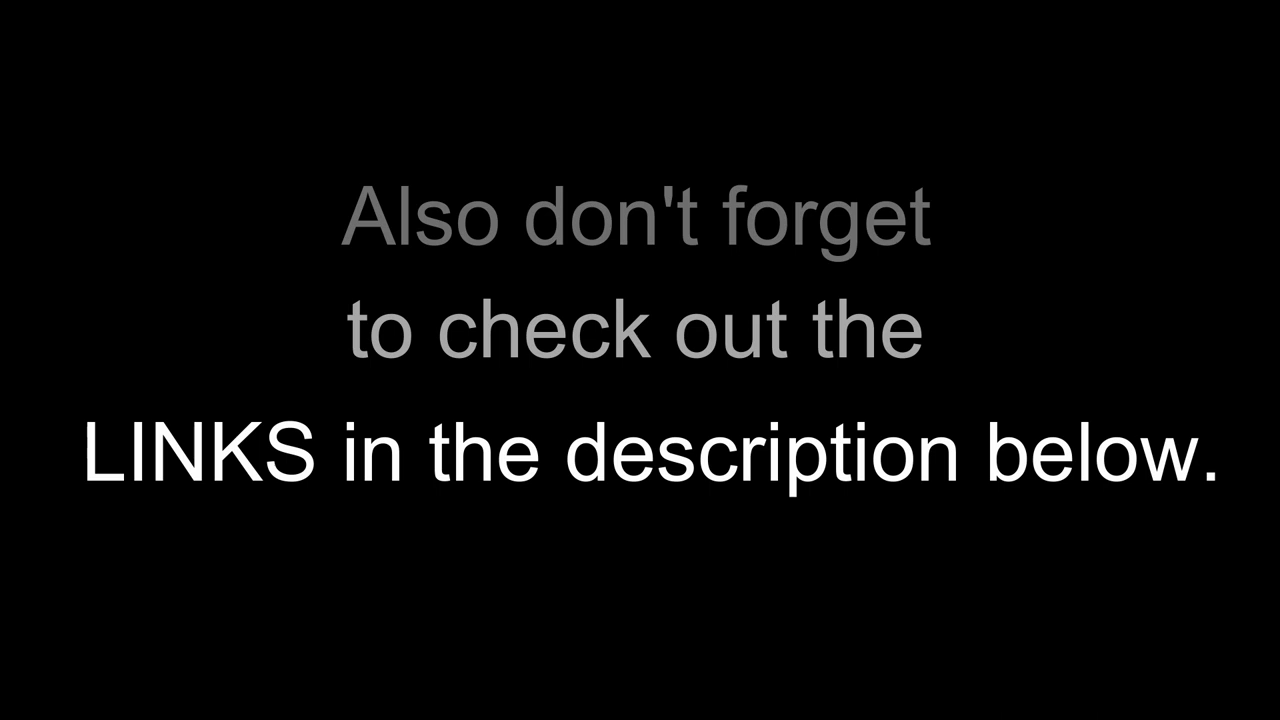 Also don't forget
to check out the
LINKS in the description below.